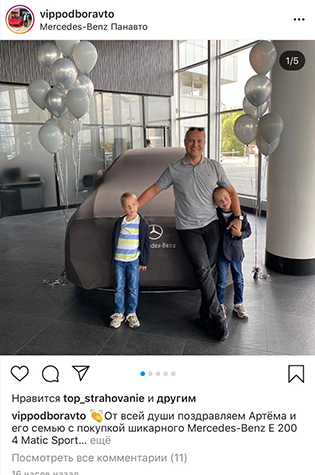 vippodboravto
Mercedes-Benz Панавто
1/5
Mercedes-Benz
Нравится top_strahovanie и другим
vippodboravto 👏От всей души поздравляем Артёма и
его семью с покупкой шикарного Mercedes-Benz E 200
4 Matic Sport... ещё
Посмотреть все комментарии (11)
16 часов назад